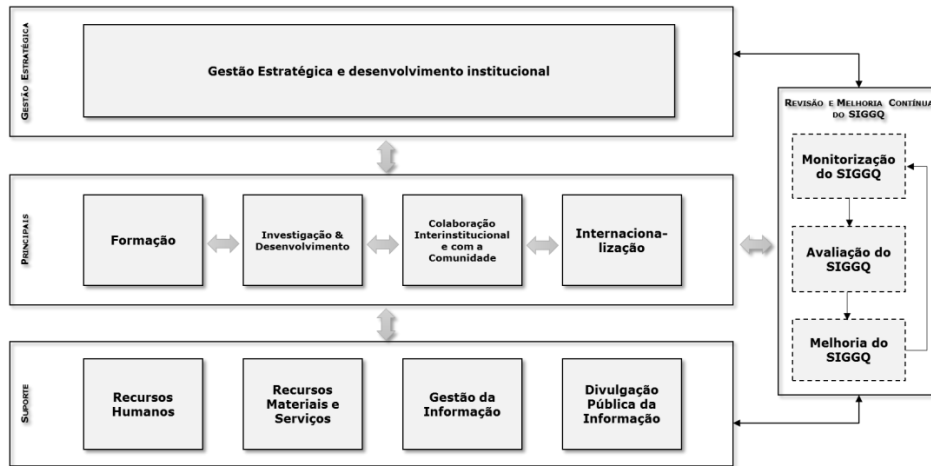 GESTÃO ESTRATÉGICA
Gestão Estratégica e desenvolvimento institucional
PRINCIPAIS
Formação
Investigação &
Desenvolvimento
Colaboração
Interinstitucional
e com a
Comunidade
Internaciona-
lização
SUPORTE
Recursos
Humanos
Recursos
Materiais e
Serviços
Gestão da
Informação
Divulgação
Pública da
Informação
REVISÃO E MELHORIA CONTÍNUA
DO SIGGQ
Monitorização
do SIGGQ
Avaliação do
SIGGQ
Melhoria do
SIGGQ